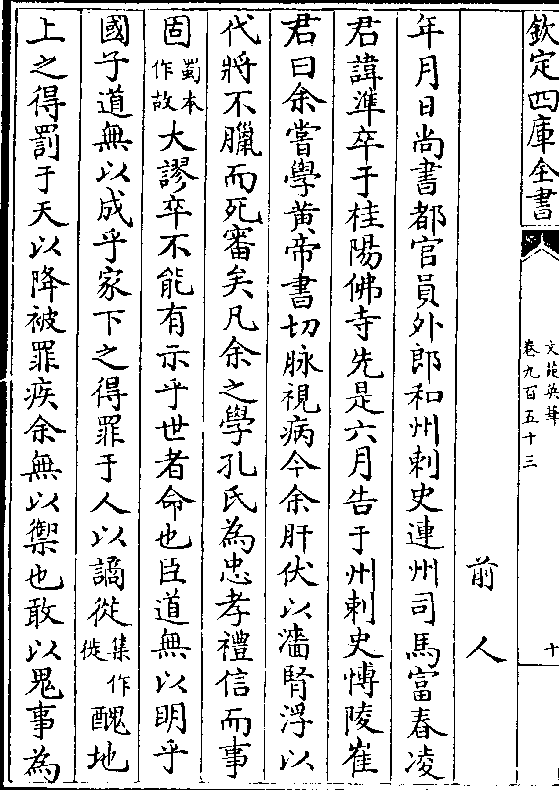 欽定四庫全書
文苑英華
卷九百五十三
十
前人
年月日尚書都官員外郎和州刺史連州司馬富春凌
君諱準卒于桂陽佛寺先是六月告于州刺史博陵崔
君曰余嘗學黄帝書切脉視病今余肝伏以濇腎浮以
代將不臘而死審矣凡余之學孔氏為忠孝禮信而事
固蜀本作故大謬卒不能有示乎世者命也臣道無以明乎
國子道無以成乎家下之得罪于人以謫從集作徙醜地
上之得罰于天以降被罪疾余無以禦也敢以鬼事為